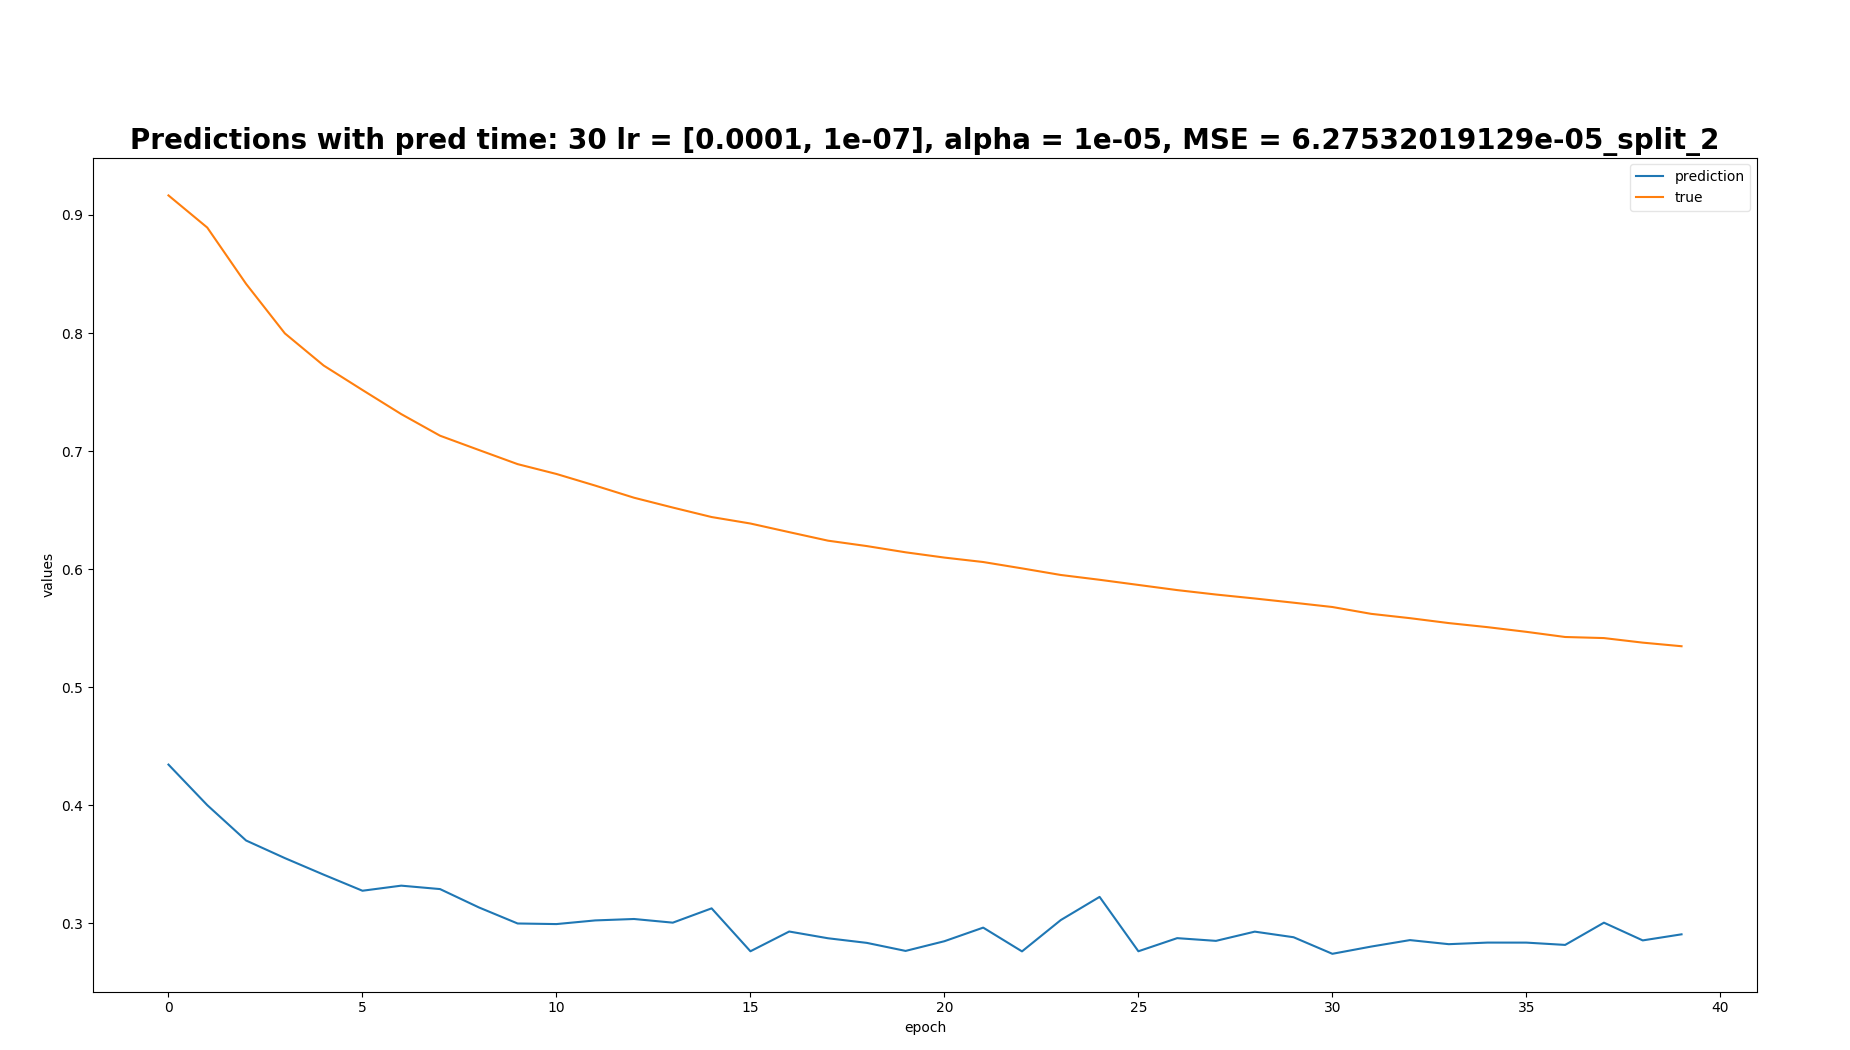 Predictions with pred time: 30 lr = [0.0001, 1e-07], alpha = 1e-05, MSE = 6.27532019129e-05_split_2
prediction
true
0.9
0.8
0.7
0.6
0.5
0.4
0.3
values
0 5 10 15 20 25 30 35 40
epoch